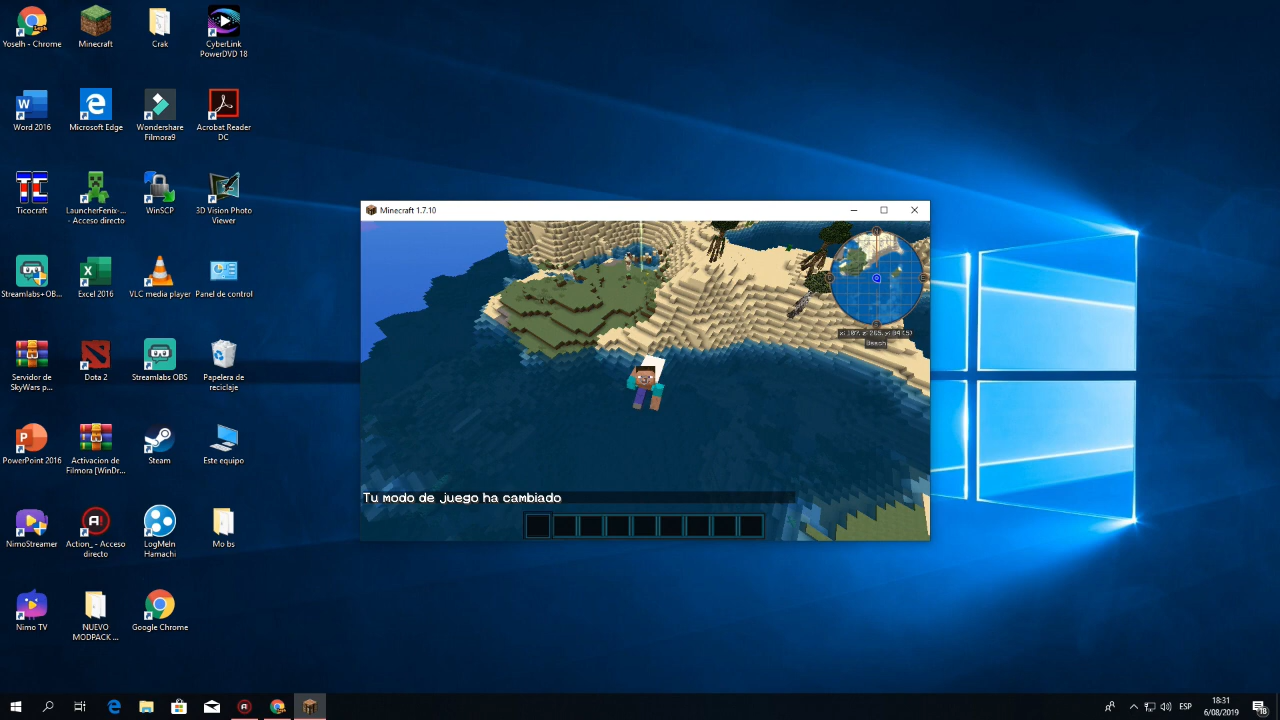 Yoselh - Chrome
Minecraft
Crak
CyberLink
PowerDVD 18
Word 2016
Microsoft Edge
Wondershare
Filmora9
Acrobat Reader
DC
Ticocraft
LauncherFenix-...
- Acceso directo
WinSCP
3D Vision Photo
Viewer
Streamlabs+OB...
Excel 2016
VLC media player
Panel de control
Servidor de
SkyWars p...
Dota 2
Streamlabs OBS
Papelera de
reciclaje
PowerPoint 2016
Activacion de
Filmora [WinDr...
Steam
Este equipo
NimoStreamer
Action_ - Acceso
directo
LogMeIn
Hamachi
Mo bs
Nimo TV
NUEVO
MODPACK ...
Google Chrome
Minecraft 1.7.10
Beach
Tu modo de juego ha cambiado
ESP
18:31
6/08/2019
18